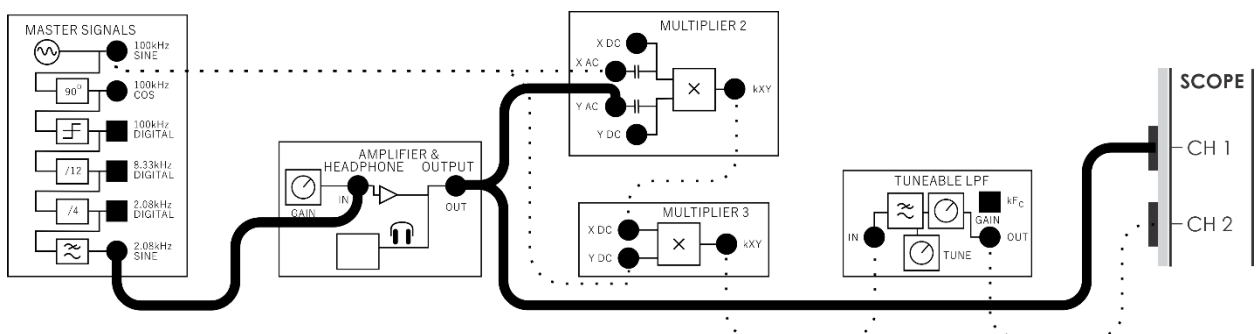 MASTER SIGNALS
100kHz
SINE
90°
100kHz
COS
100kHz
DIGITAL
/12
8.33kHz
DIGITAL
/4
2.08kHz
DIGITAL
2.08kHz
SINE
AMPLIFIER &
HEADPHONE OUTPUT
GAIN
IN
OUT
MULTIPLIER 2
X DC
X AC
Y AC
Y DC
×
kXY
MULTIPLIER 3
X DC
Y DC
×
kXY
TUNEABLE LPF
kFC
GAIN
IN
OUT
TUNE
SCOPE
CH 1
CH 2